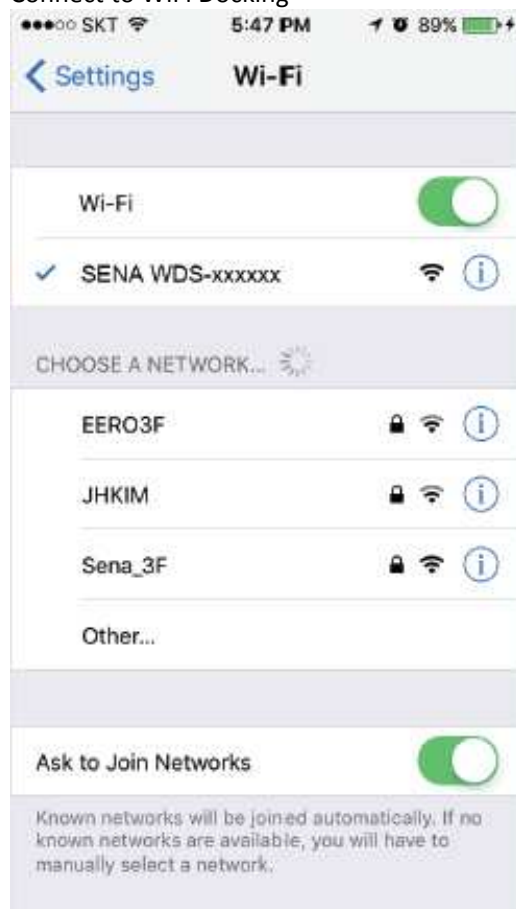 Connect to WiFi Docking
SKT 5:47 PM 89%
Settings Wi-Fi
Wi-Fi
SENA WDS-xxxxxx
CHOOSE A NETWORK...
EERO3F
JHKIM
Sena_3F
Other...
Ask to Join Networks
Known networks will be joined automatically. If no
known networks are available, you will have to
manually select a network.